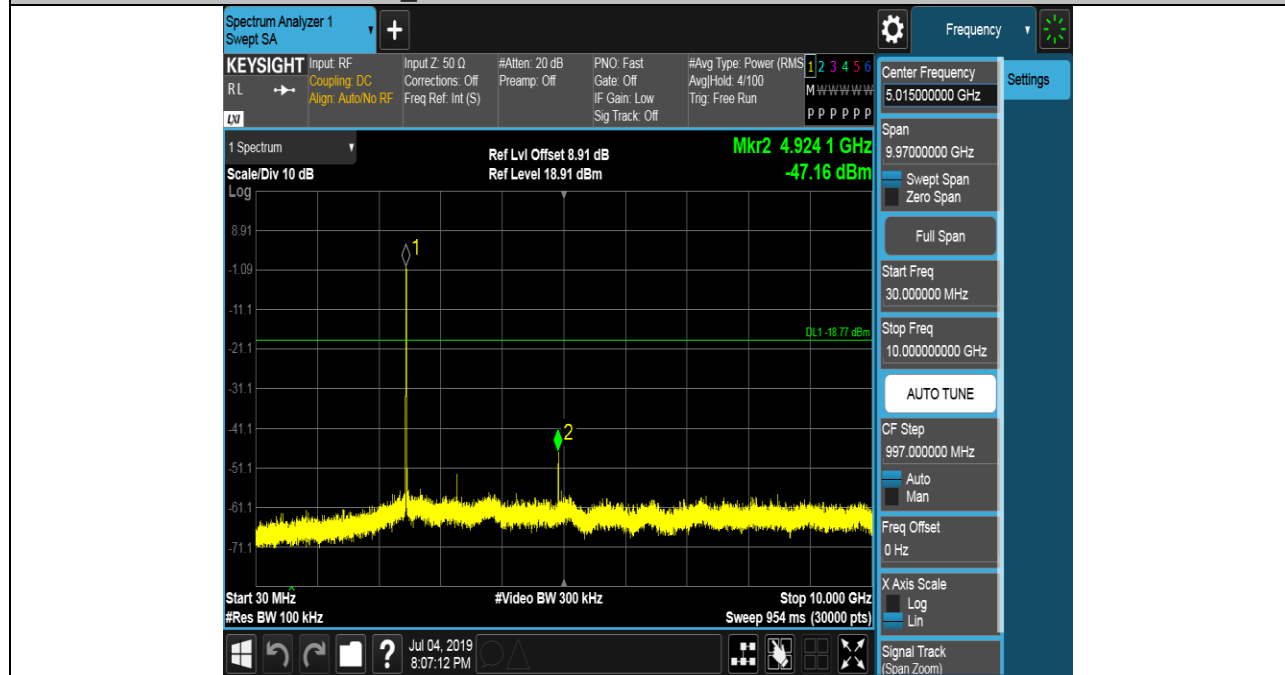 Spectrum Analyzer 1
Swept SA
Frequency
KEYSIGHT
RL
LXI
Input: RF
Coupling: DC
Align: Auto/No RF
Input Z: 50 Ω
Corrections: Off
Freq Ref: Int (S)
#Atten: 20 dB
Preamp: Off
PNO: Fast
Gate: Off
IF Gain: Low
Sig Track: Off
#Avg Type: Power (RMS
Avg|Hold: 4/100
Trig: Free Run
1 2 3 4 5 6
M W W W W W
P P P P P P
1 Spectrum
Scale/Div 10 dB
Log
Ref Lvl Offset 8.91 dB
Ref Level 18.91 dBm
Mkr2 4.924 1 GHz
-47.16 dBm
8.91
-1.09
-11.1
-21.1
-31.1
-41.1
-51.1
-61.1
-71.1
1
2
DL1 -18.77 dBm
Start 30 MHz
#Res BW 100 kHz
#Video BW 300 kHz
Stop 10.000 GHz
Sweep 954 ms (30000 pts)
Jul 04, 2019
8:07:12 PM
Center Frequency
5.015000000 GHz
Span
9.97000000 GHz
Swept Span
Zero Span
Full Span
Start Freq
30.000000 MHz
Stop Freq
10.000000000 GHz
AUTO TUNE
CF Step
997.000000 MHz
Auto
Man
Freq Offset
0 Hz
X Axis Scale
Log
Lin
Signal Track
(Span Zoom)
Settings